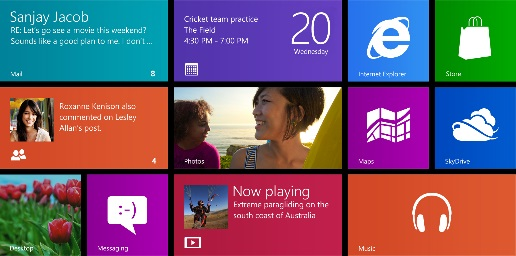 Sanjay Jacob
RE: Let's go see a movie this weekend?
Sounds like a good plan to me. I don't...
Mail
8
Cricket team practice
The Field
4:30 PM - 7:00 PM
20
Wednesday
Internet Explorer
Store
Roxanne Kenison also
commented on Lesley
Allan's post.
4
Photos
Maps
SkyDrive
Desktop
:-)
Messaging
Now playing
Extreme paragliding on the
south coast of Australia
Music